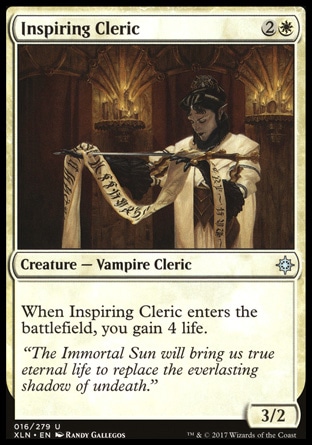 Inspiring Cleric 2
Creature — Vampire Cleric
When Inspiring Cleric enters the
battlefield, you gain 4 life.
“The Immortal Sun will bring us true
eternal life to replace the everlasting
shadow of undeath.”
3/2
016/279 U
XLN • EN RANDY GALLEGOS
™ & © 2017 Wizards of the Coast